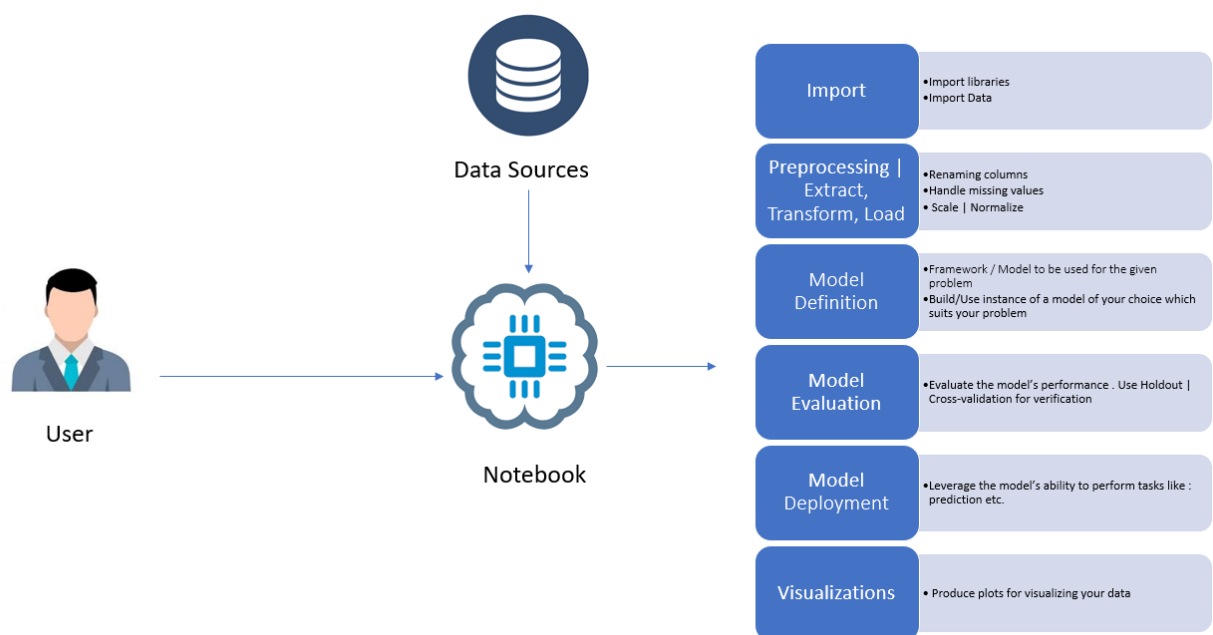 Data Sources
User
Notebook
Import
•Import libraries
•Import Data
Preprocessing |
Extract,
Transform, Load
•Renaming columns
•Handle missing values
• Scale | Normalize
Model
Definition
•Framework / Model to be used for the given
problem
•Build/Use instance of a model of your choice which
suits your problem
Model
Evaluation
•Evaluate the model's performance . Use Holdout |
Cross-validation for verification
Model
Deployment
•Leverage the model's ability to perform tasks like :
prediction etc.
Visualizations
• Produce plots for visualizing your data